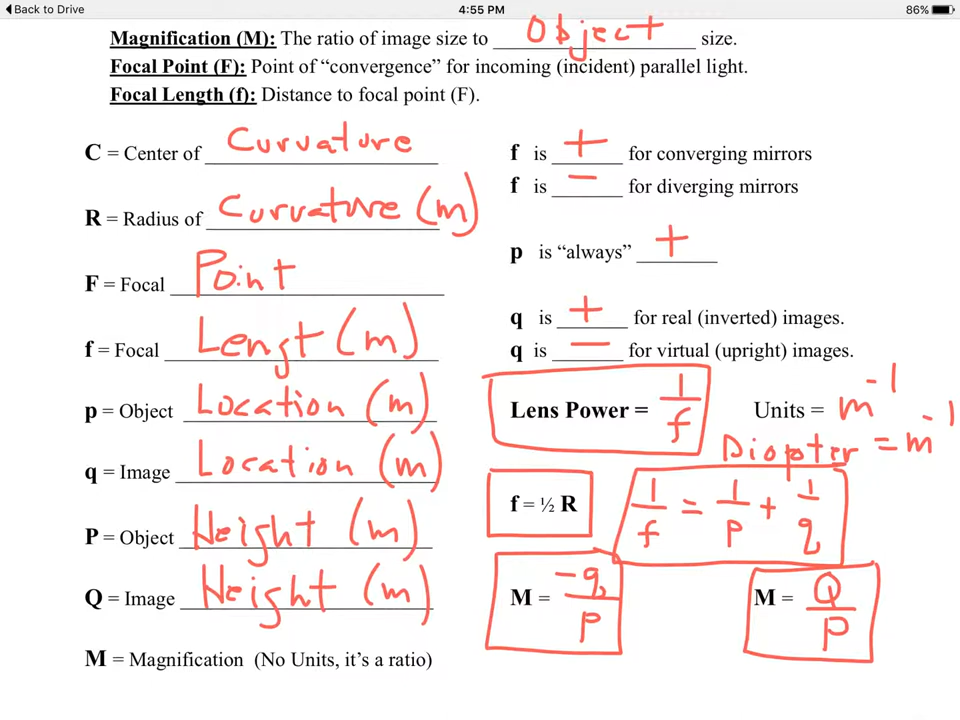 Back to Drive 4:55 PM 86%
Magnification (M): The ratio of image size to Object size.
Focal Point (F): Point of “convergence” for incoming (incident) parallel light.
Focal Length (f): Distance to focal point (F).
C = Center of Curvature
R = Radius of Curvature (m)
F = Focal Point
f = Focal Lengt (m)
p = Object Location (m)
q = Image Location (m)
P = Object Height (m)
Q = Image Height (m)
M = Magnification (No Units, it’s a ratio)
f is + for converging mirrors
f is − for diverging mirrors
p is “always” +
q is + for real (inverted) images.
q is − for virtual (upright) images.
Lens Power = 1/f Units = m⁻¹
Diopter = m⁻¹
f = ½ R 1/f = 1/p + 1/q
M = -q/p M = Q/P